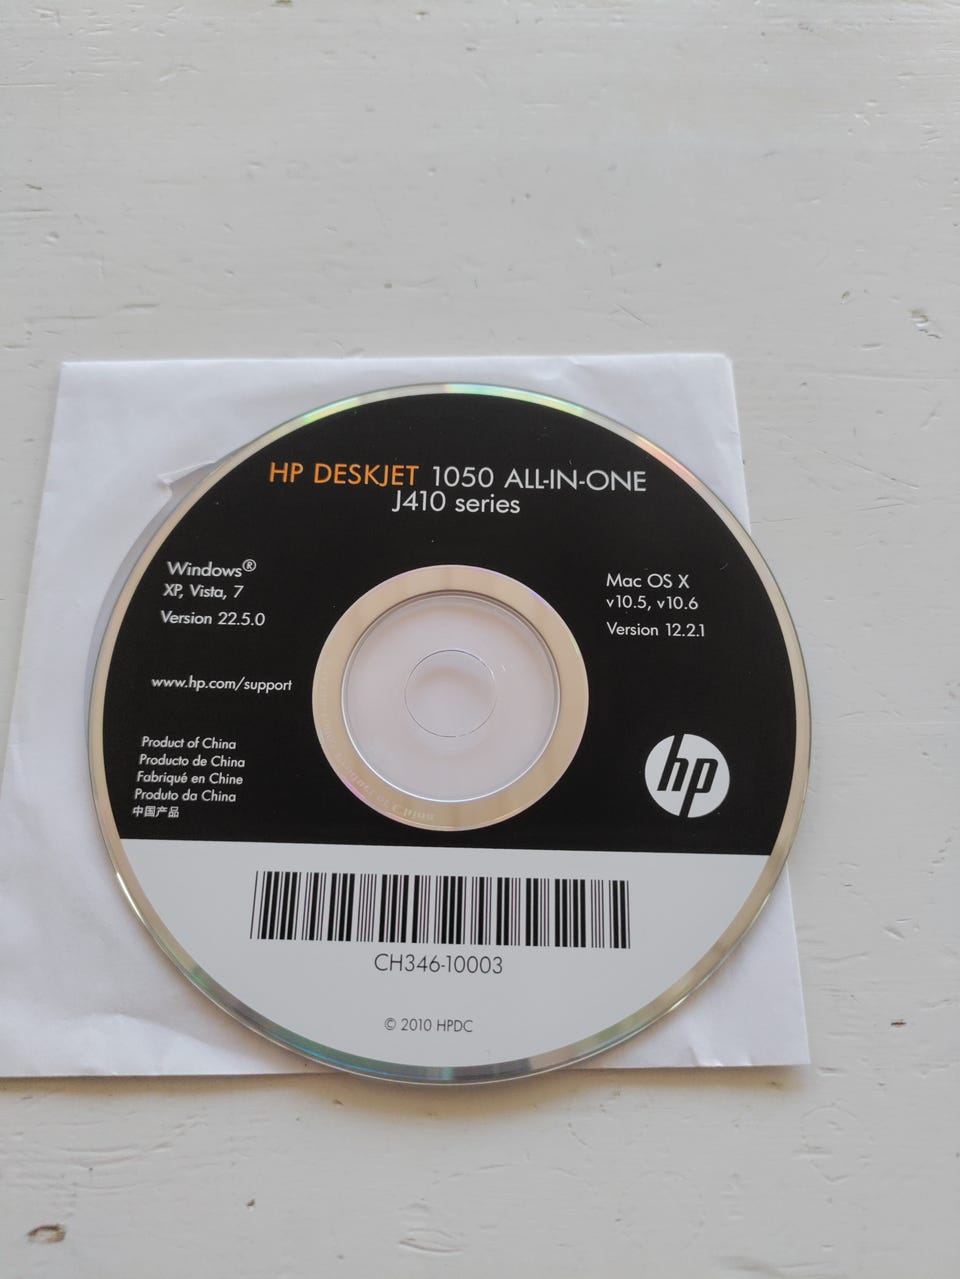 HP DESKJET 1050 ALL-IN-ONE
J410 series
Windows®
XP, Vista, 7
Version 22.5.0
Mac OS X
v10.5, v10.6
Version 12.2.1
www.hp.com/support
Product of China
Producto de China
Fabriqué en Chine
Produto da China
中国产品
hp
CH346-10003
© 2010 HPDC